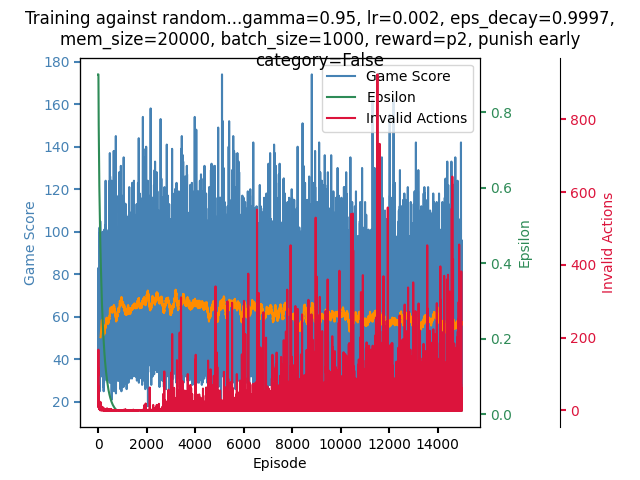 Training against random...gamma=0.95, lr=0.002, eps_decay=0.9997,
mem_size=20000, batch_size=1000, reward=p2, punish early
category=False
Game Score
Epsilon
Invalid Actions
180
160
140
120
100
80
60
40
20
Game Score
0.8
0.6
0.4
0.2
0.0
Epsilon
800
600
400
200
0
Invalid Actions
0 2000 4000 6000 8000 10000 12000 14000
Episode